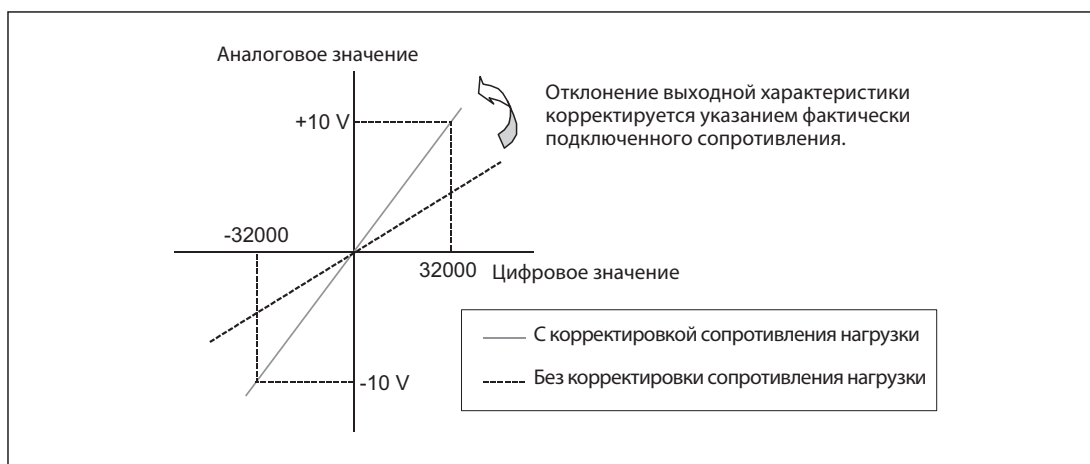 Аналоговое значение
+10 V
Отклонение выходной характеристики
корректируется указанием фактически
подключенного сопротивления.
-32000
32000
Цифровое значение
С корректировкой сопротивления нагрузки
Без корректировки сопротивления нагрузки
-10 V